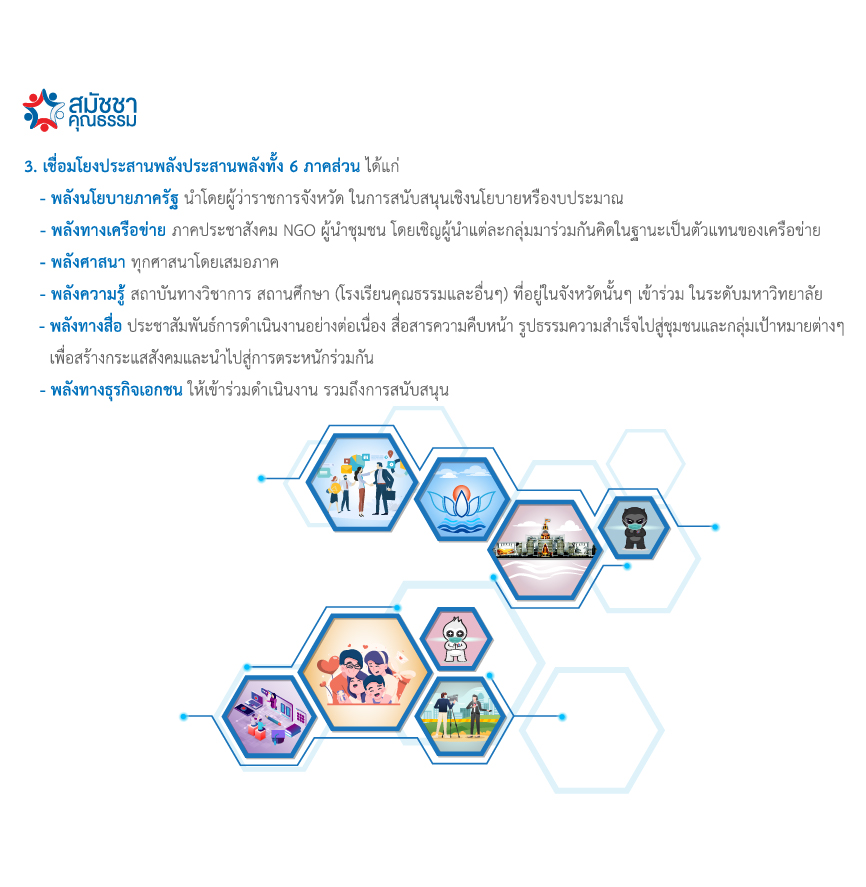 สมัชชา
คุณธรรม
3. เชื่อมโยงประสานพลังประสานพลังทั้ง 6 ภาคส่วน ได้แก่
- พลังนโยบายภาครัฐ นำโดยผู้ว่าราชการจังหวัด ในการสนับสนุนเชิงนโยบายหรืองบประมาณ
- พลังทางเครือข่าย ภาคประชาสังคม NGO ผู้นำชุมชน โดยเชิญผู้นำแต่ละกลุ่มมาร่วมกันคิดในฐานะเป็นตัวแทนของเครือข่าย
- พลังศาสนา ทุกศาสนาโดยเสมอภาค
- พลังความรู้ สถาบันทางวิชาการ สถานศึกษา (โรงเรียนคุณธรรมและอื่นๆ) ที่อยู่ในจังหวัดนั้นๆ เข้าร่วม ในระดับมหาวิทยาลัย
- พลังทางสื่อ ประชาสัมพันธ์การดำเนินงานอย่างต่อเนื่อง สื่อสารความคืบหน้า รูปธรรมความสำเร็จไปสู่ชุมชนและกลุ่มเป้าหมายต่างๆ
เพื่อสร้างกระแสสังคมและนำไปสู่การตระหนักร่วมกัน
- พลังทางธุรกิจเอกชน ให้เข้าร่วมดำเนินงาน รวมถึงการสนับสนุน